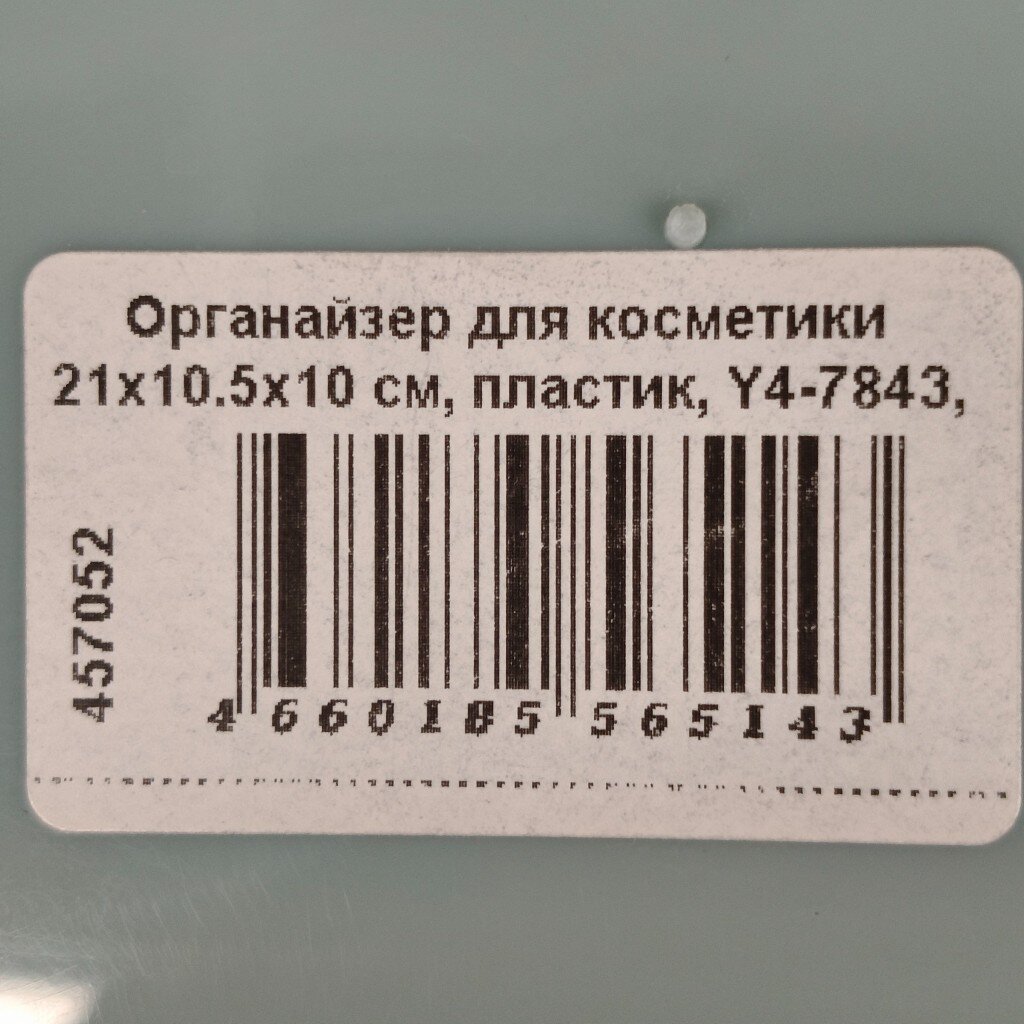 Органайзер для косметики
21x10.5x10 см, пластик, Y4-7843,
457052
4 660185 565143